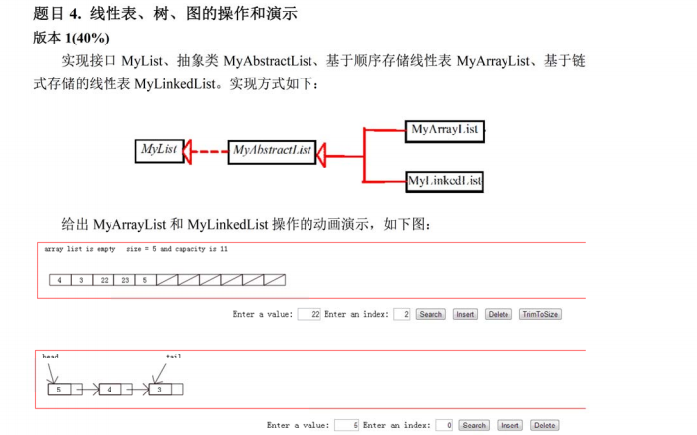 题目 4. 线性表、树、图的操作和演示
版本 1(40%)
实现接口 MyList、抽象类 MyAbstractList、基于顺序存储线性表 MyArrayList、基于链
式存储的线性表 MyLinkedList。实现方式如下：
MyArrayList
MyList MyAbstractList
MyLinkedList
给出 MyArrayList 和 MyLinkedList 操作的动画演示，如下图：
array list is empty size = 5 and capacity is 11
4 3 22 23 5
Enter a value: 22 Enter an index: 2 Search Insert Delete TrimToSize
head tail
5 4 3
Enter a value: 5 Enter an index: 0 Search Insert Delete